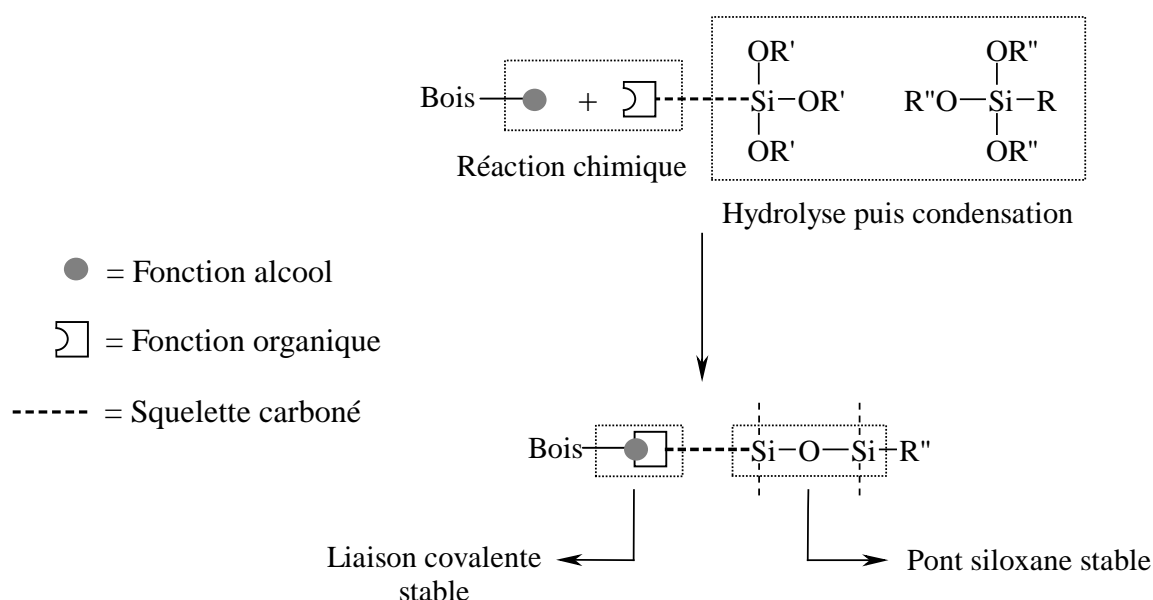 OR' OR''
Bois + Si OR' R''O Si R
OR' OR''
Réaction chimique
Hydrolyse puis condensation
= Fonction alcool
= Fonction organique
= Squelette carboné
Bois Si O Si R''
Liaison covalente
stable
Pont siloxane stable